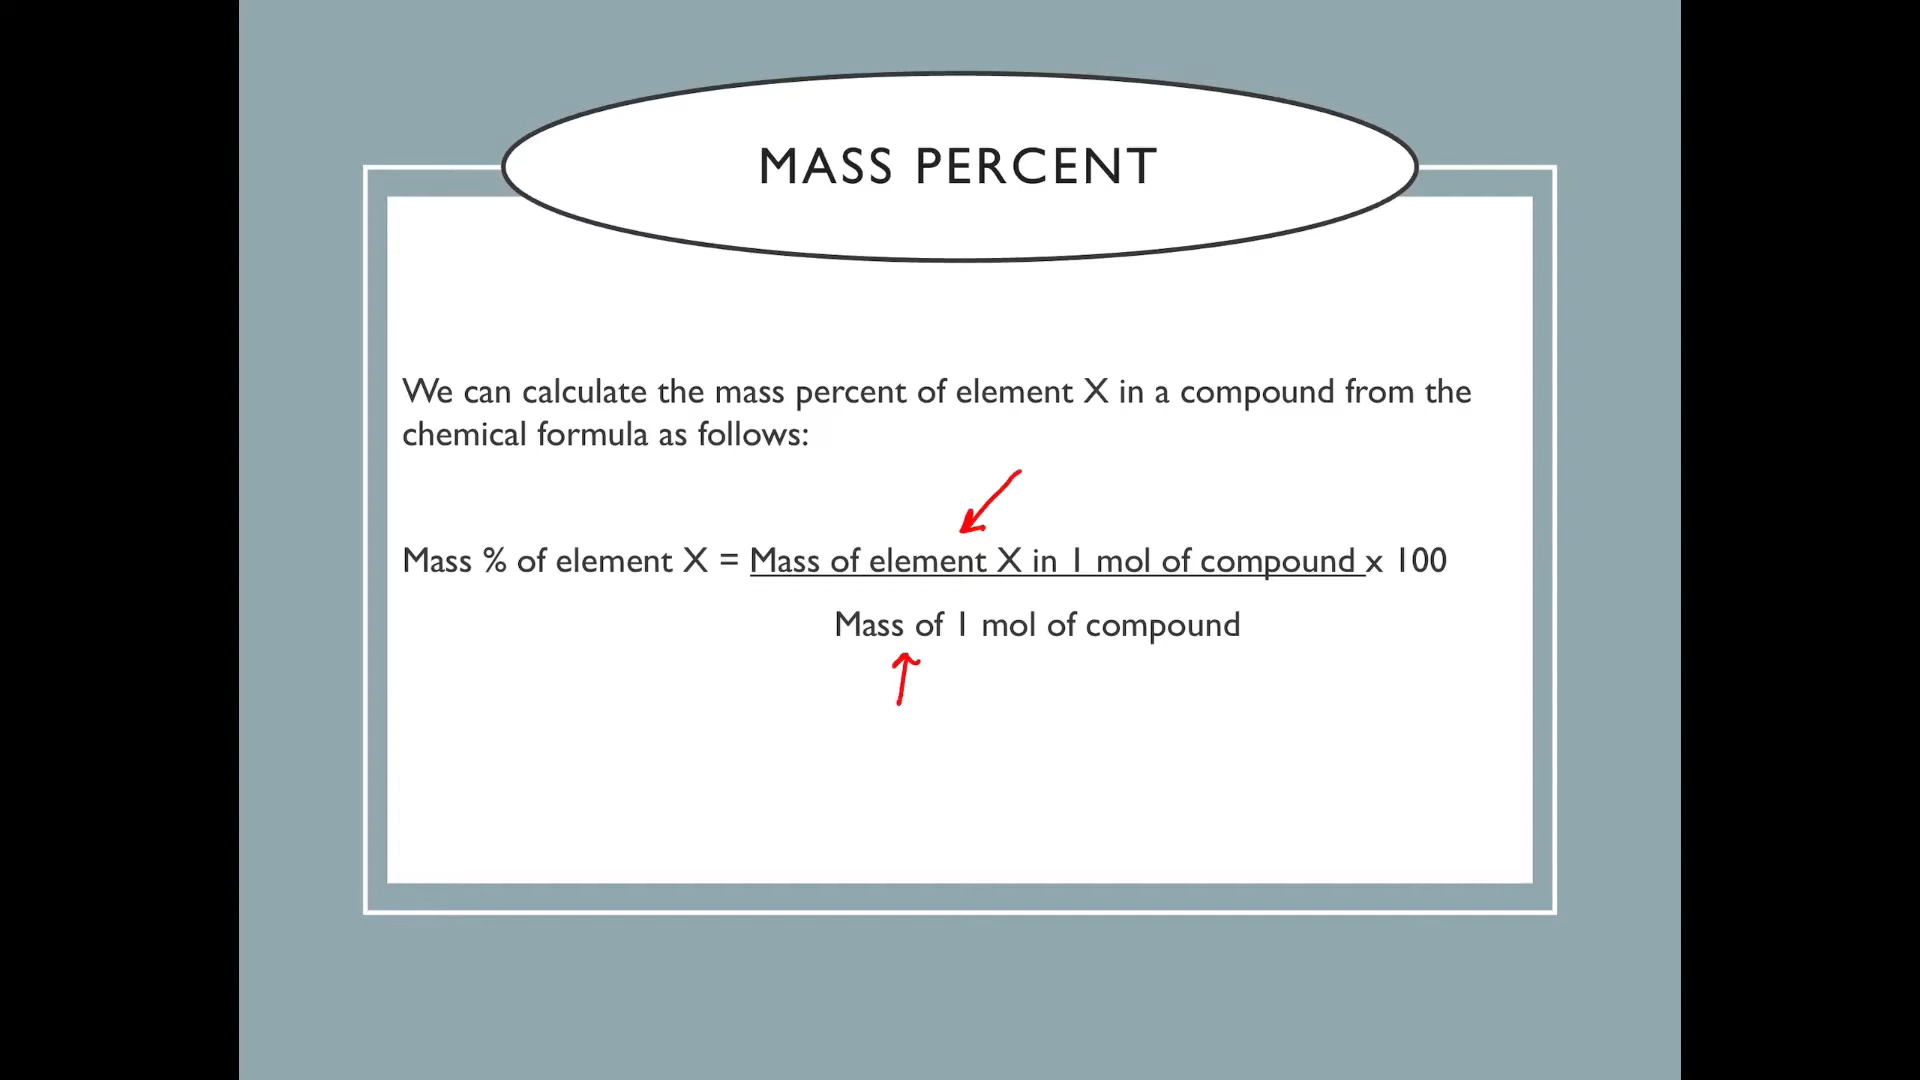 MASS PERCENT
We can calculate the mass percent of element X in a compound from the
chemical formula as follows:
Mass % of element X = Mass of element X in 1 mol of compound x 100
Mass of 1 mol of compound